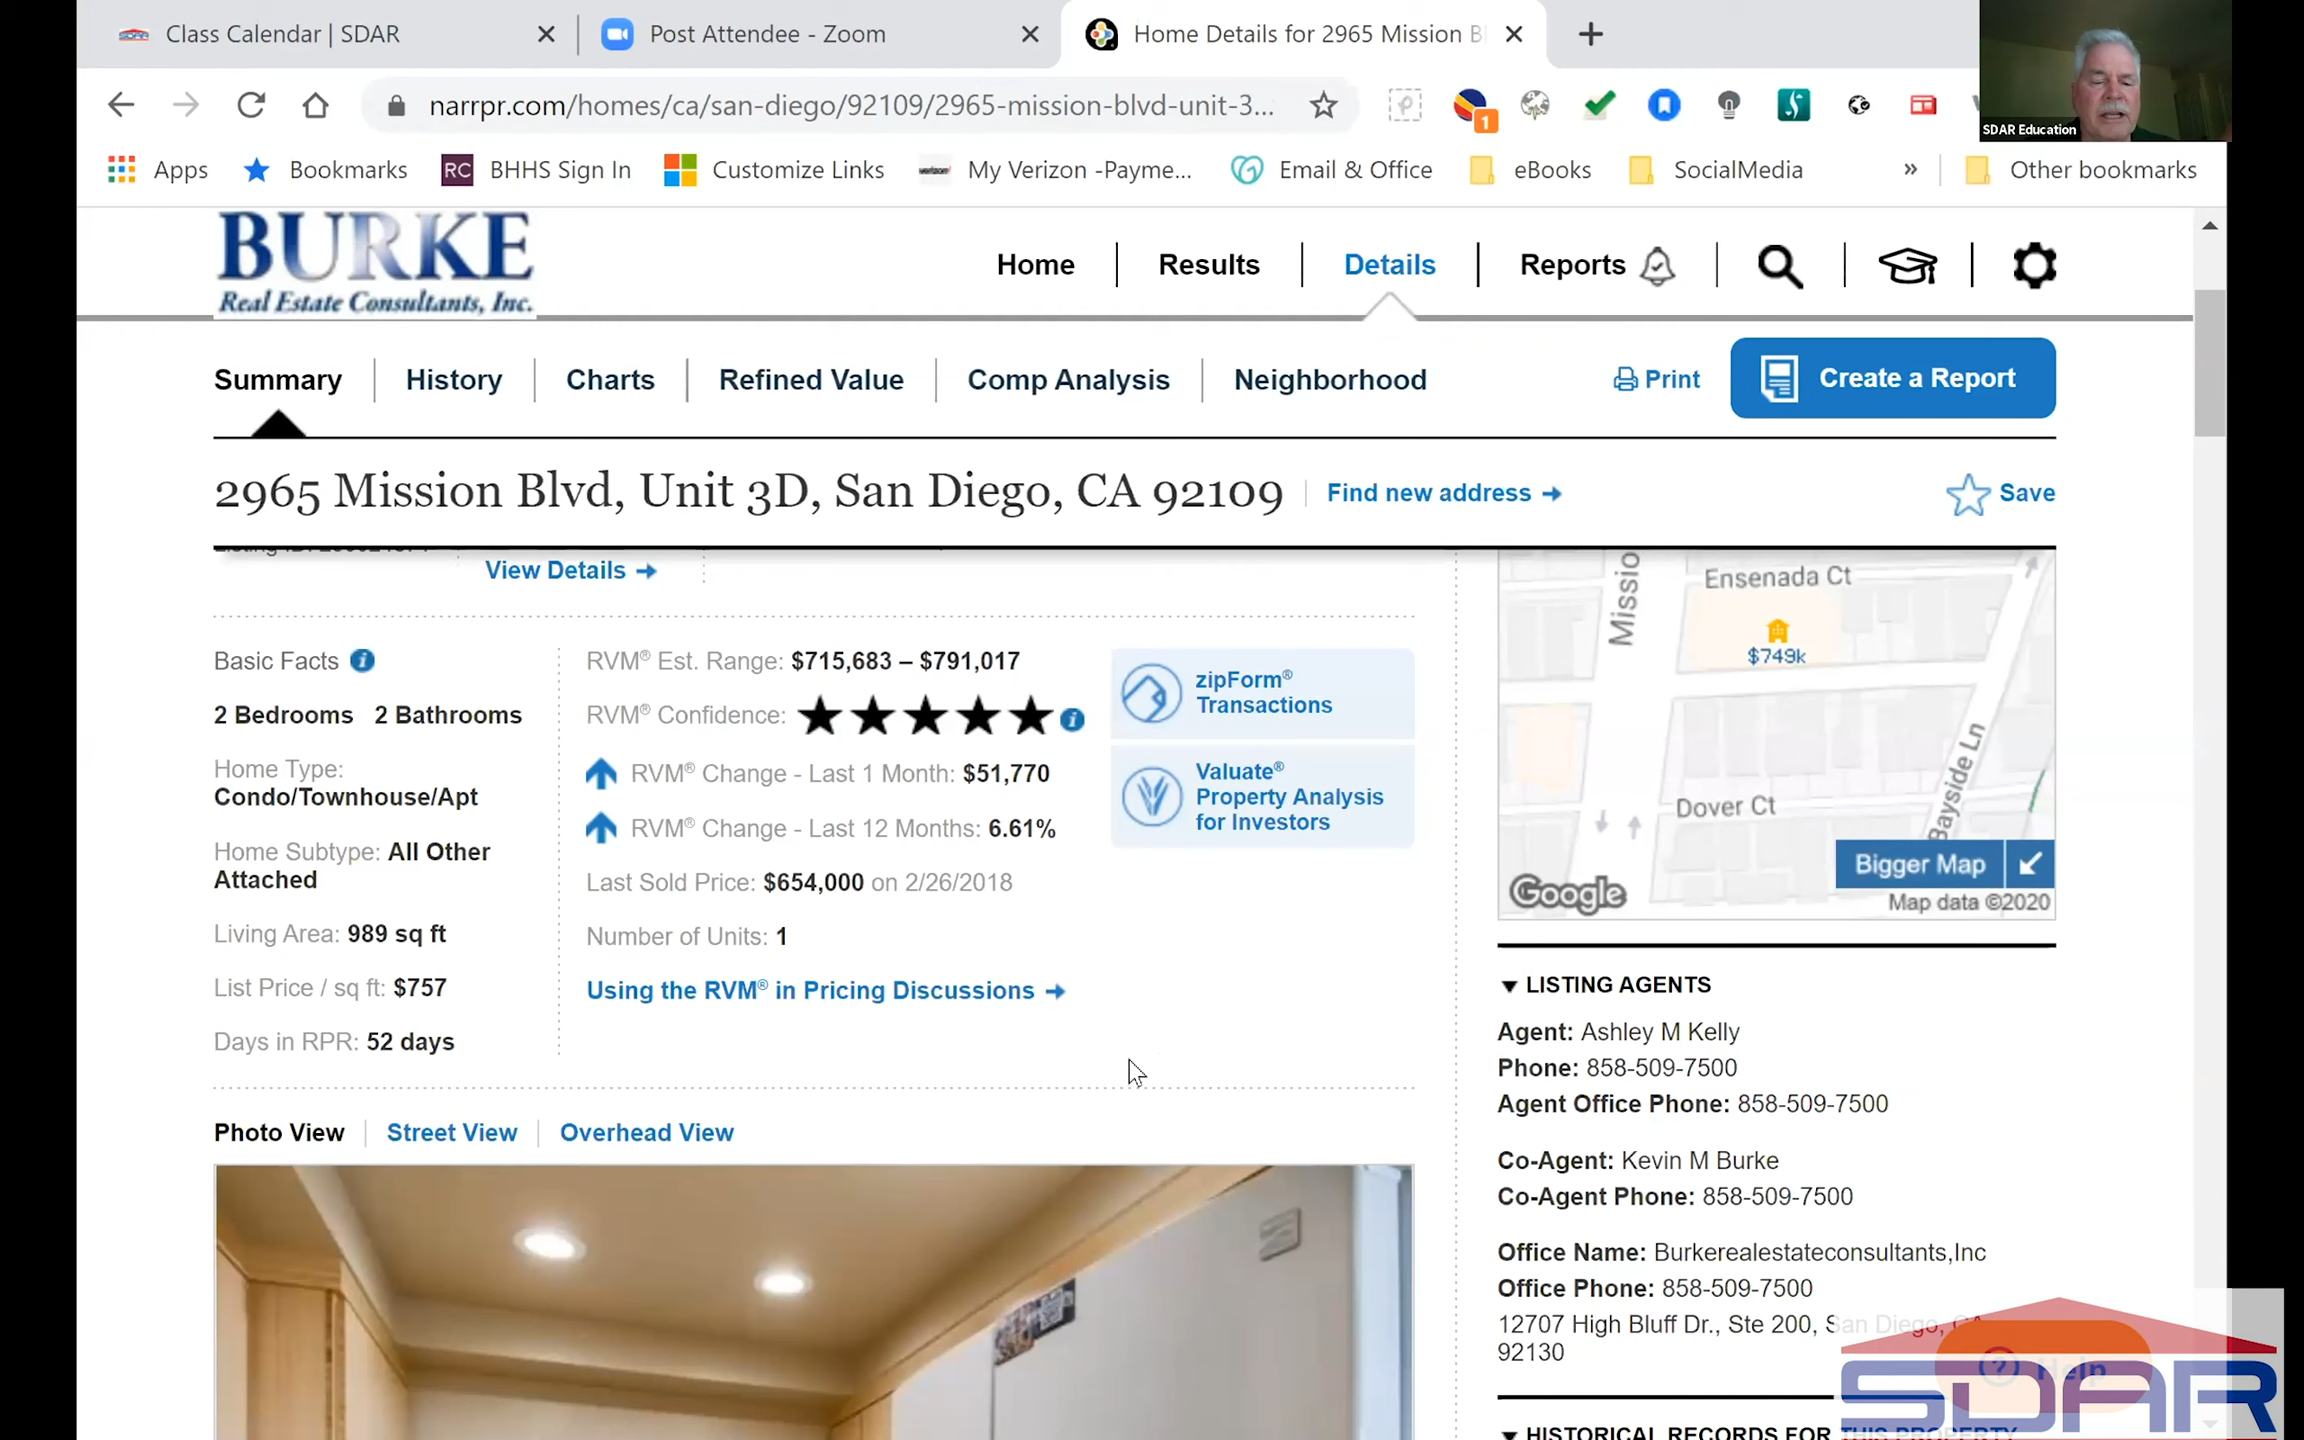 Class Calendar | SDAR
Post Attendee - Zoom
Home Details for 2965 Mission B
SDAR Education
narrpr.com/homes/ca/san-diego/92109/2965-mission-blvd-unit-3...
1
Apps
Bookmarks
RC BHHS Sign In
Customize Links
verizon My Verizon -Payme...
Email & Office
eBooks
SocialMedia
»
Other bookmarks
BURKE
Real Estate Consultants, Inc.
Home
Results
Details
Reports
Summary
History
Charts
Refined Value
Comp Analysis
Neighborhood
Print
Create a Report
2965 Mission Blvd, Unit 3D, San Diego, CA 92109
Find new address
Save
View Details
Basic Facts
2 Bedrooms 2 Bathrooms
Home Type:
Condo/Townhouse/Apt
Home Subtype: All Other
Attached
Living Area: 989 sq ft
List Price / sq ft: $757
Days in RPR: 52 days
RVM® Est. Range: $715,683 – $791,017
RVM® Confidence:
RVM® Change - Last 1 Month: $51,770
RVM® Change - Last 12 Months: 6.61%
Last Sold Price: $654,000 on 2/26/2018
Number of Units: 1
Using the RVM® in Pricing Discussions
zipForm®
Transactions
Valuate®
Property Analysis
for Investors
Missio
Ensenada Ct
$749k
Dover Ct
Bayside Ln
Bigger Map
Google
Map data ©2020
LISTING AGENTS
Agent: Ashley M Kelly
Phone: 858-509-7500
Agent Office Phone: 858-509-7500
Co-Agent: Kevin M Burke
Co-Agent Phone: 858-509-7500
Office Name: Burkerealestateconsultants,Inc
Office Phone: 858-509-7500
12707 High Bluff Dr., Ste 200, San Diego, CA
92130
Help
SDAR
HISTORICAL RECORDS FOR THIS PROPERTY
Photo View
Street View
Overhead View